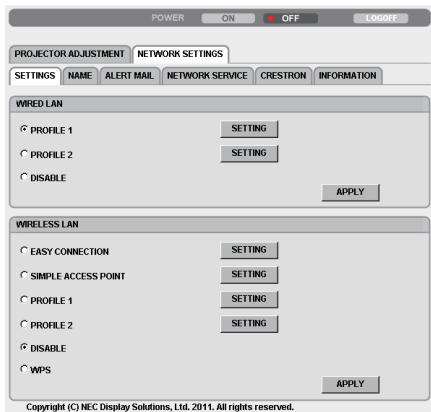 POWER ON OFF LOGOFF
PROJECTOR ADJUSTMENT NETWORK SETTINGS
SETTINGS NAME ALERT MAIL NETWORK SERVICE CRESTRON INFORMATION
WIRED LAN
PROFILE 1 SETTING
PROFILE 2 SETTING
DISABLE
APPLY
WIRELESS LAN
EASY CONNECTION SETTING
SIMPLE ACCESS POINT SETTING
PROFILE 1 SETTING
PROFILE 2 SETTING
DISABLE
WPS
APPLY
Copyright (C) NEC Display Solutions, Ltd. 2011. All rights reserved.